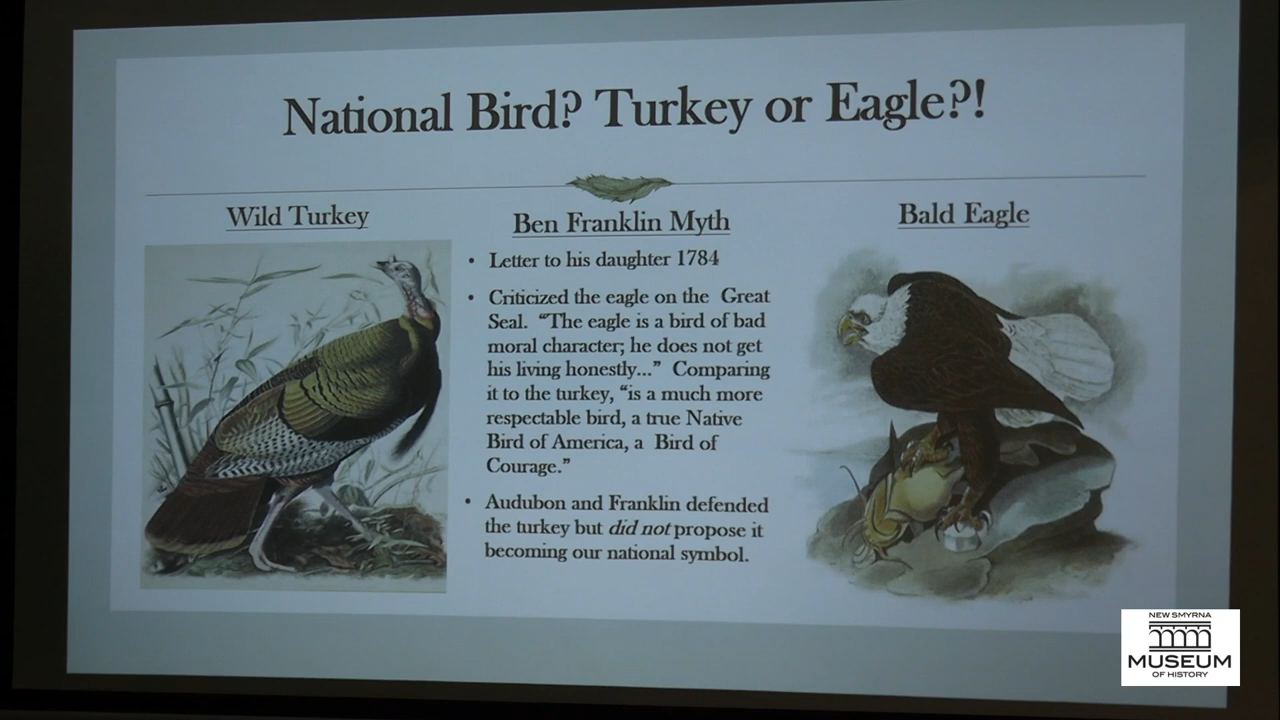 National Bird? Turkey or Eagle?!
Wild Turkey
Ben Franklin Myth
• Letter to his daughter 1784
• Criticized the eagle on the Great
Seal. “The eagle is a bird of bad
moral character; he does not get
his living honestly...” Comparing
it to the turkey, “is a much more
respectable bird, a true Native
Bird of America, a Bird of
Courage.”
• Audubon and Franklin defended
the turkey but did not propose it
becoming our national symbol.
Bald Eagle
NEW SMYRNA
MUSEUM
OF HISTORY